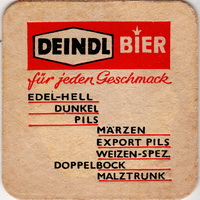 DEINDL BIER
für jeden Geschmack
EDEL-HELL
DUNKEL
PILS
MÄRZEN
EXPORT PILS
WEIZEN-SPEZ.
DOPPELBOCK
MALZTRUNK